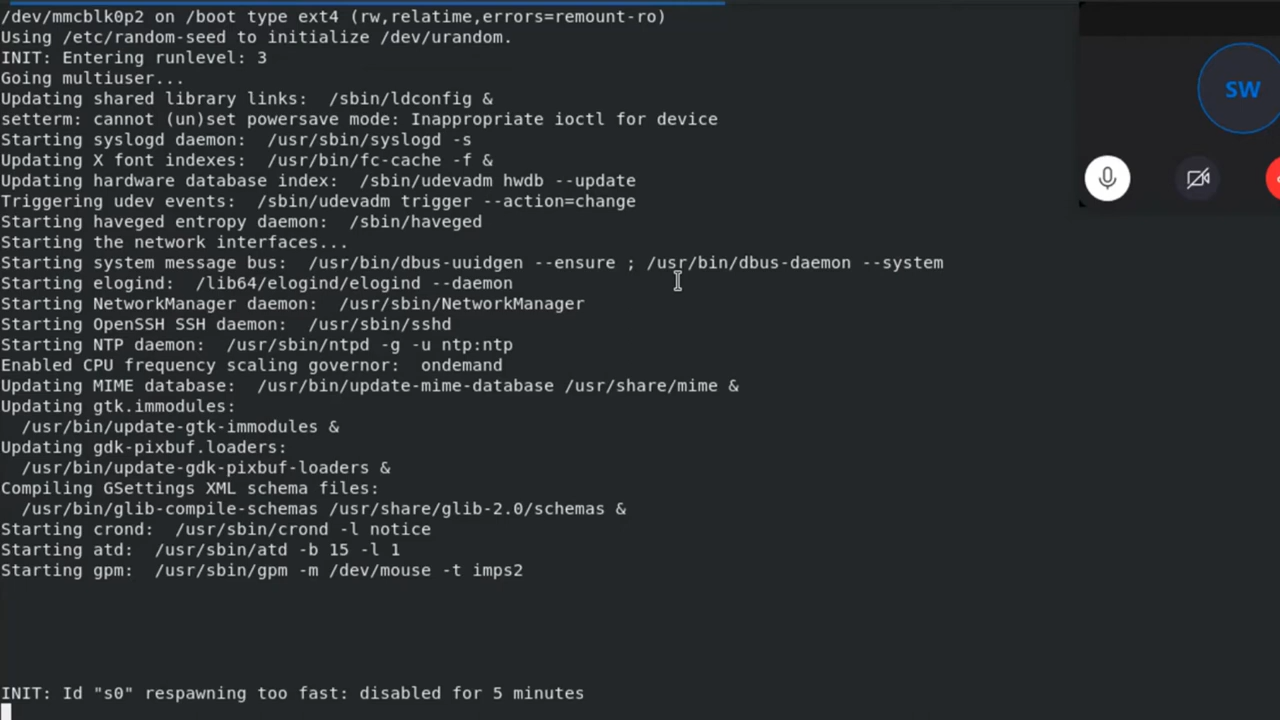 /dev/mmcblk0p2 on /boot type ext4 (rw,relatime,errors=remount-ro)
Using /etc/random-seed to initialize /dev/urandom.
INIT: Entering runlevel: 3
Going multiuser...
Updating shared library links:  /sbin/ldconfig &
setterm: cannot (un)set powersave mode: Inappropriate ioctl for device
Starting syslogd daemon:  /usr/sbin/syslogd -s
Updating X font indexes:  /usr/bin/fc-cache -f &
Updating hardware database index:  /sbin/udevadm hwdb --update
Triggering udev events:  /sbin/udevadm trigger --action=change
Starting haveged entropy daemon:  /sbin/haveged
Starting the network interfaces...
Starting system message bus:  /usr/bin/dbus-uuidgen --ensure ; /usr/bin/dbus-daemon --system
Starting elogind:  /lib64/elogind/elogind --daemon
Starting NetworkManager daemon:  /usr/sbin/NetworkManager
Starting OpenSSH SSH daemon:  /usr/sbin/sshd
Starting NTP daemon:  /usr/sbin/ntpd -g -u ntp:ntp
Enabled CPU frequency scaling governor:  ondemand
Updating MIME database:  /usr/bin/update-mime-database /usr/share/mime &
Updating gtk.immodules:
  /usr/bin/update-gtk-immodules &
Updating gdk-pixbuf.loaders:
  /usr/bin/update-gdk-pixbuf-loaders &
Compiling GSettings XML schema files:
  /usr/bin/glib-compile-schemas /usr/share/glib-2.0/schemas &
Starting crond:  /usr/sbin/crond -l notice
Starting atd:  /usr/sbin/atd -b 15 -l 1
Starting gpm:  /usr/sbin/gpm -m /dev/mouse -t imps2
INIT: Id "s0" respawning too fast: disabled for 5 minutes
SW